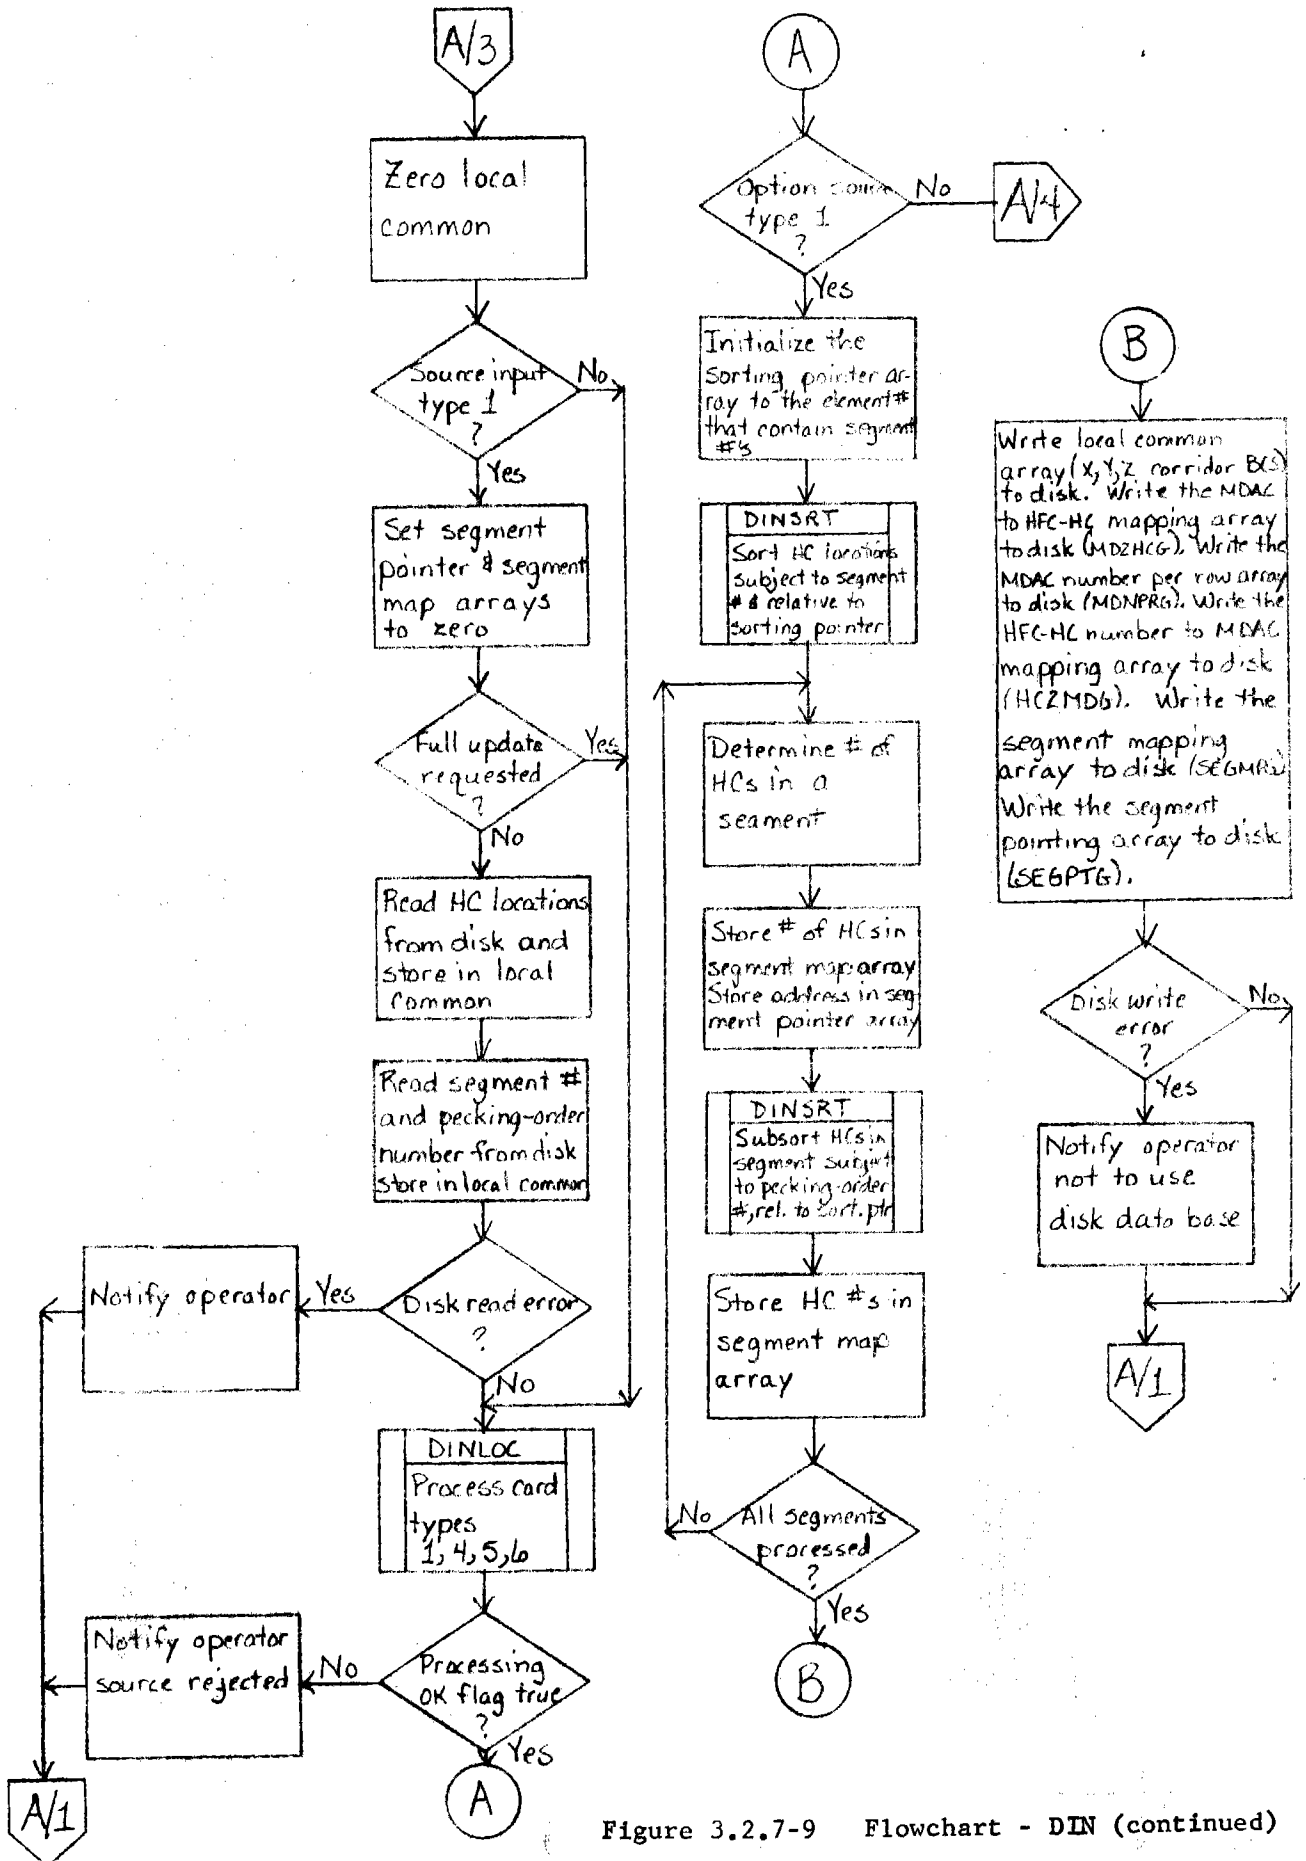 A/3
Zero local
common
Source input
type 1
?
No
Yes
Set segment
pointer & segment
map arrays
to zero
Full update
requested
?
Yes
No
Read HC locations
from disk and
store in local
common
Read segment #
and pecking-order
number from disk
store in local common
Disk read error
?
Yes
Notify operator
No
DINLOC
Process card
types
1, 4, 5, 6
Processing
OK flag true
?
No
Notify operator
source rejected
Yes
A/1
A
A
Option
type 1
?
No
A/4
Yes
Initialize the
sorting pointer ar-
ray to the element #
that contain segment
#'s
DINSRT
Sort HC locations
subject to segment
# & relative to
sorting pointer
Determine # of
HCs in a
seament
Store # of HCs in
segment map array
Store address in seg
ment pointer array
DINSRT
Subsort HCs in
segment subject
to pecking-order
#, rel. to sort. ptr
Store HC #s in
segment map
array
All segments
processed
?
No
Yes
B
B
Write local common
array (X, Y, Z corridor B(S)
to disk. Write the MDAC
to HFC-HC mapping array
to disk (MD2HCG). Write the
MDAC number per row array
to disk (MDNPRG). Write the
HFC-HC number to MDAC
mapping array to disk
(HC2MDG). Write the
segment mapping
array to disk
Write the segment
pointing array to disk
(SEGPTG).
Disk write
error
?
No
Yes
Notify operator
not to use
disk data base
A/1
Figure 3.2.7-9 Flowchart - DIN (continued)